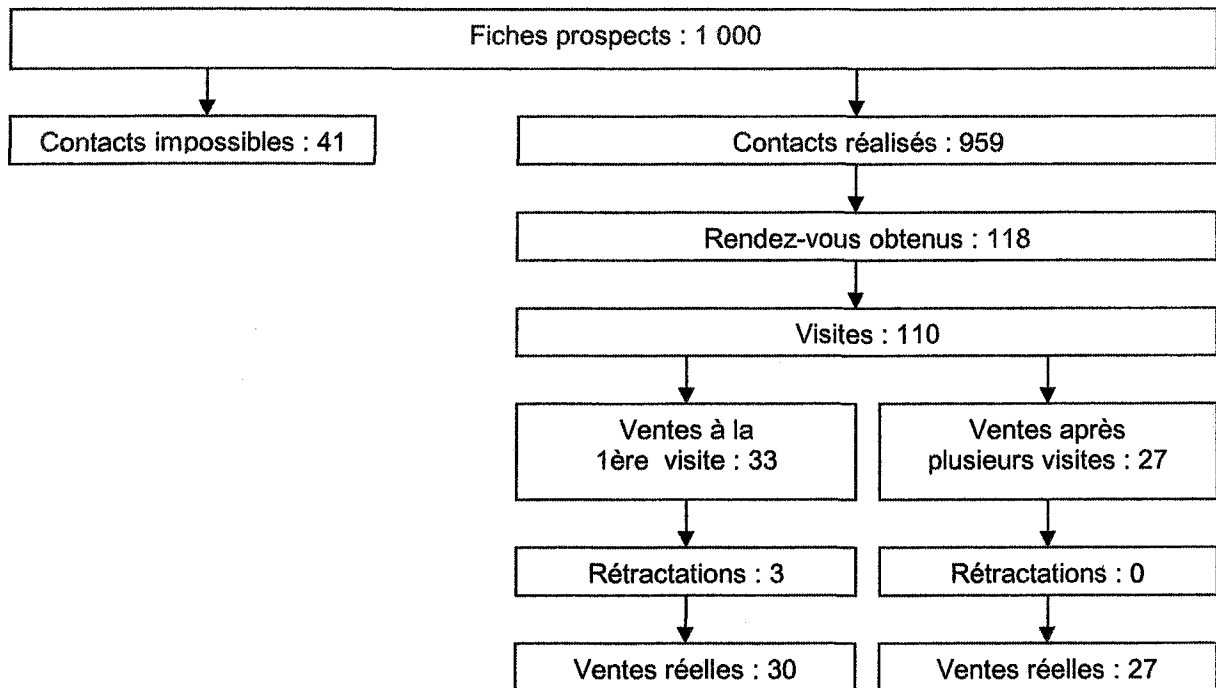 Fiches prospects : 1 000
Contacts impossibles : 41
Contacts réalisés : 959
Rendez-vous obtenus : 118
Visites : 110
Ventes à la
1ère visite : 33
Ventes après
plusieurs visites : 27
Rétractations : 3
Rétractations : 0
Ventes réelles : 30
Ventes réelles : 27